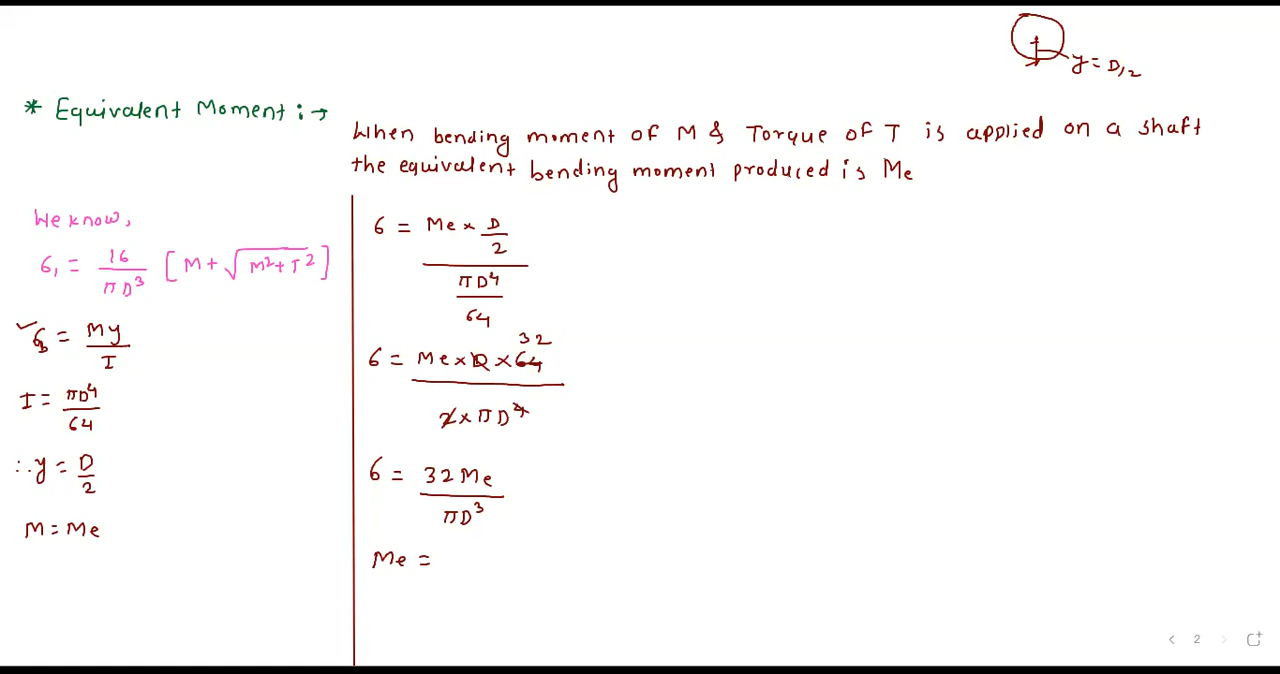 y = D/2
* Equivalent Moment :→
When bending moment of M & Torque of T is applied on a shaft
the equivalent bending moment produced is Me
We know,
6₁ = 16/πD³ [M + √M² + T²]
✓6b = My/I
I = πD⁴/64
∴ y = D/2
M = Me
6 = Me × D/2 / πD⁴/64
6 = Me × D × 64 32 / 2 × πD⁴
6 = 32Me/πD³
Me =
< 2 >